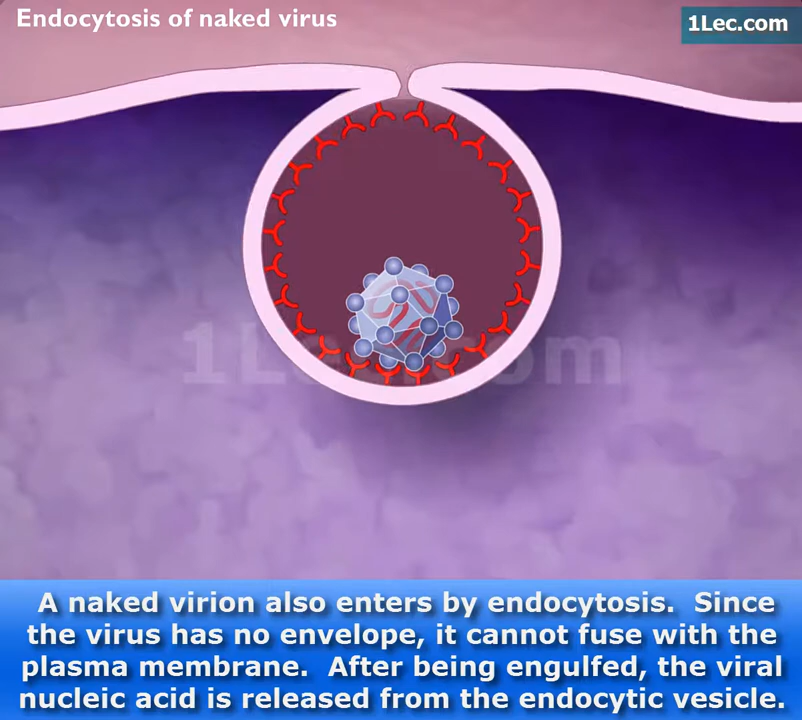 Endocytosis of naked virus
1Lec.com
1Lec.com
A naked virion also enters by endocytosis.  Since
the virus has no envelope, it cannot fuse with the
plasma membrane.  After being engulfed, the viral
nucleic acid is released from the endocytic vesicle.